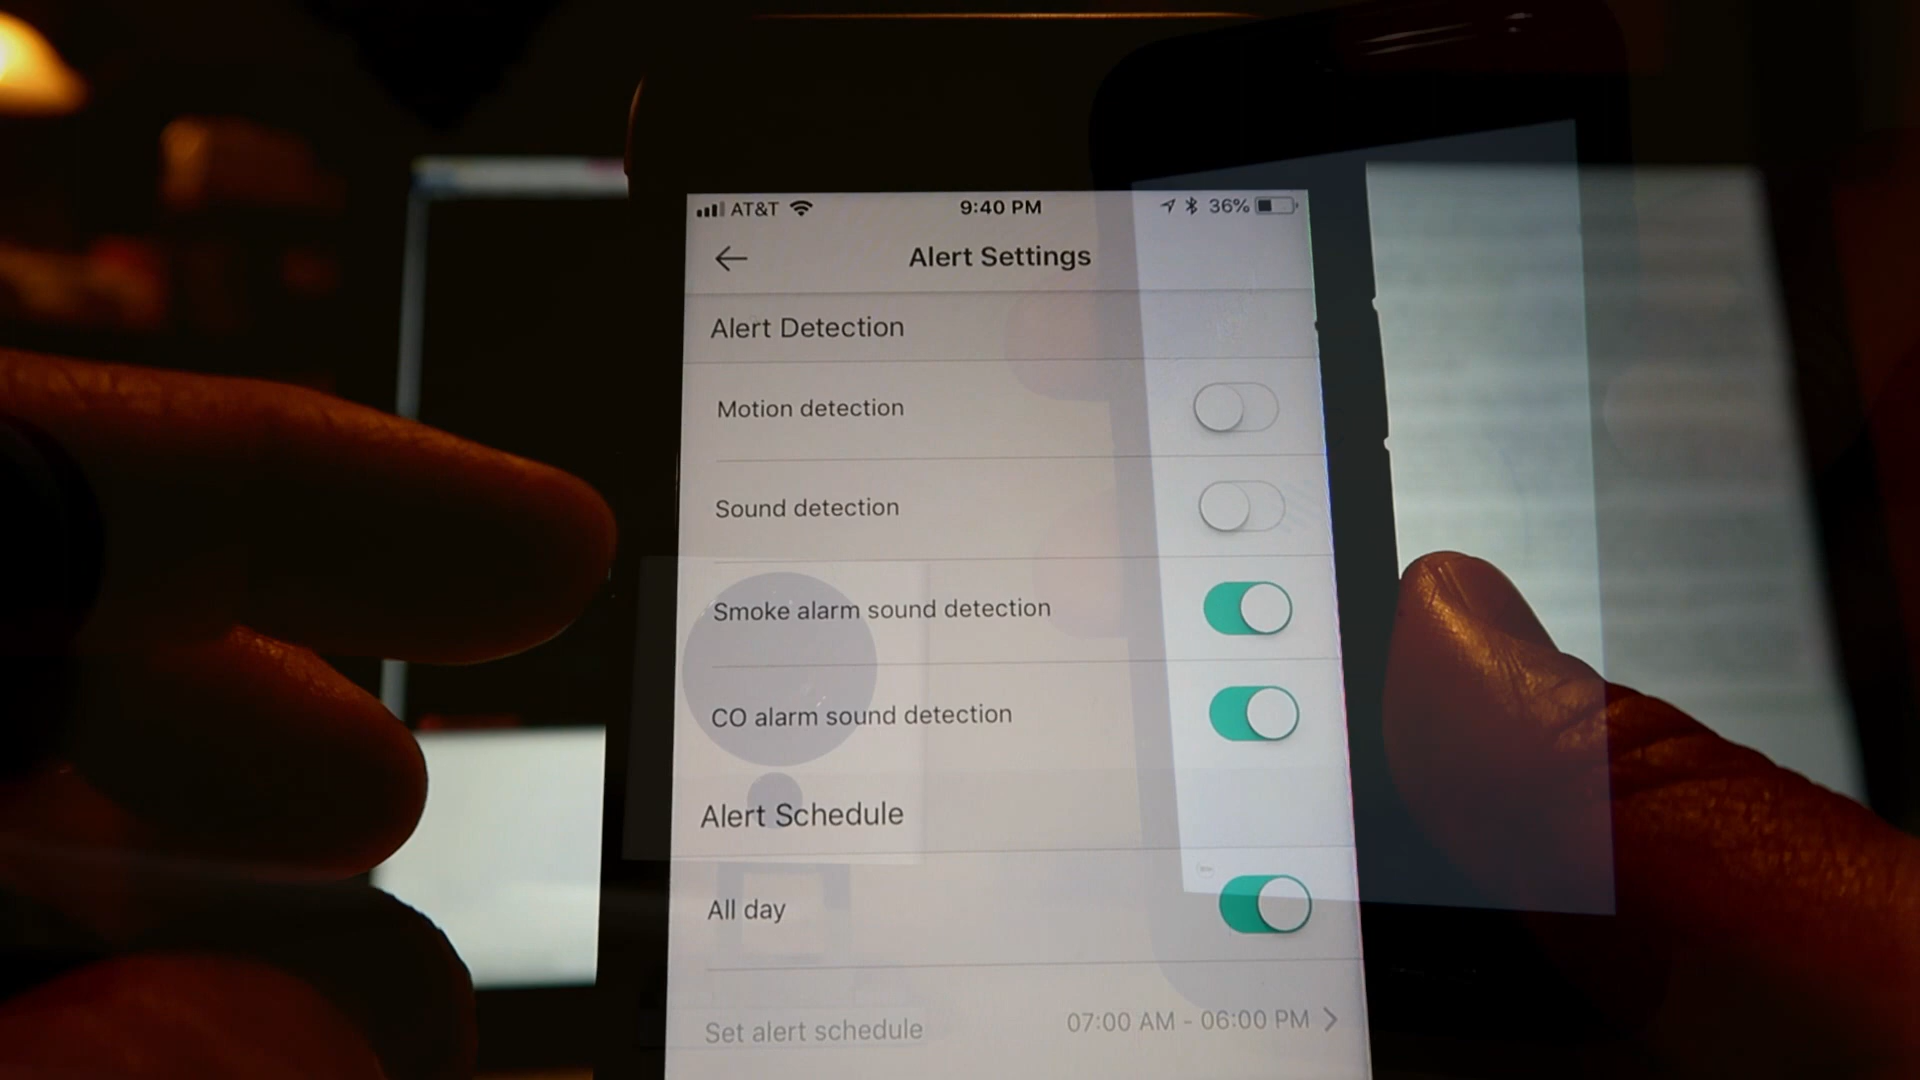 AT&T 9:40 PM 36%
Alert Settings
Alert Detection
Motion detection
Sound detection
Smoke alarm sound detection
CO alarm sound detection
Alert Schedule
All day
Set alert schedule 07:00 AM - 06:00 PM